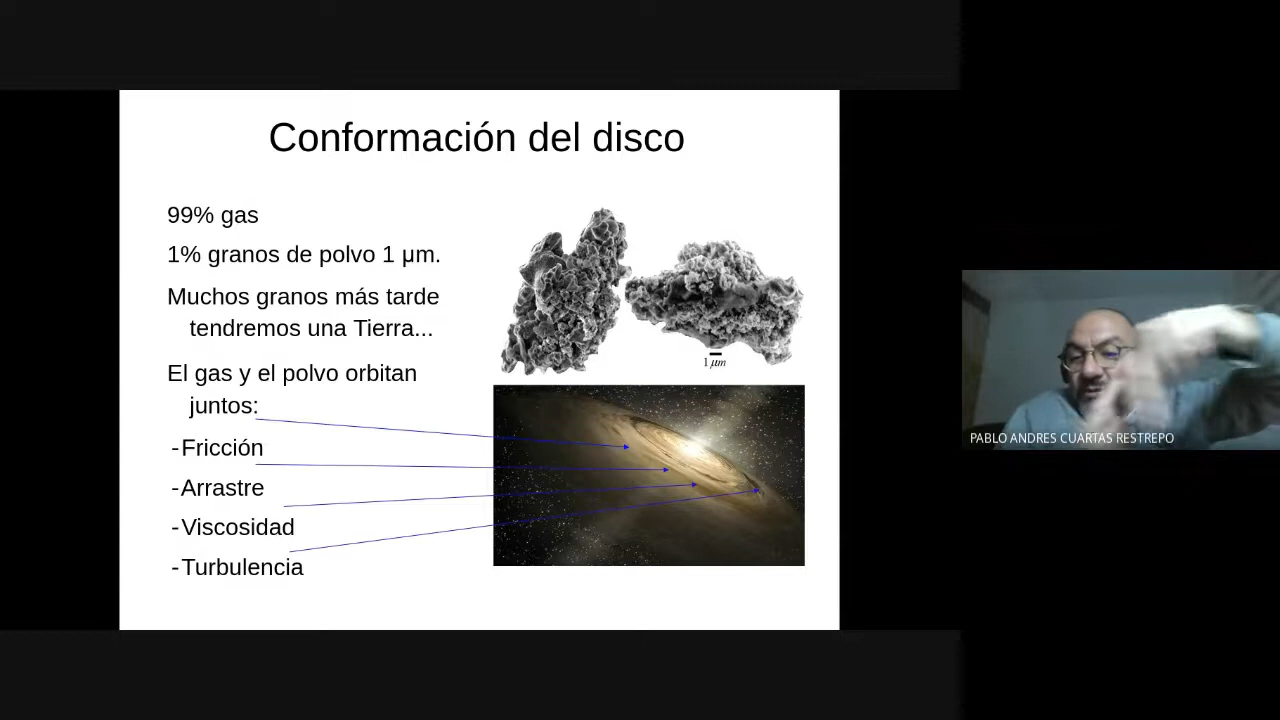 Conformación del disco
99% gas
1% granos de polvo 1 μm.
Muchos granos más tarde
tendremos una Tierra...
El gas y el polvo orbitan
juntos:
-Fricción
-Arrastre
-Viscosidad
-Turbulencia
1 μm
PABLO ANDRES CUARTAS RESTREPO